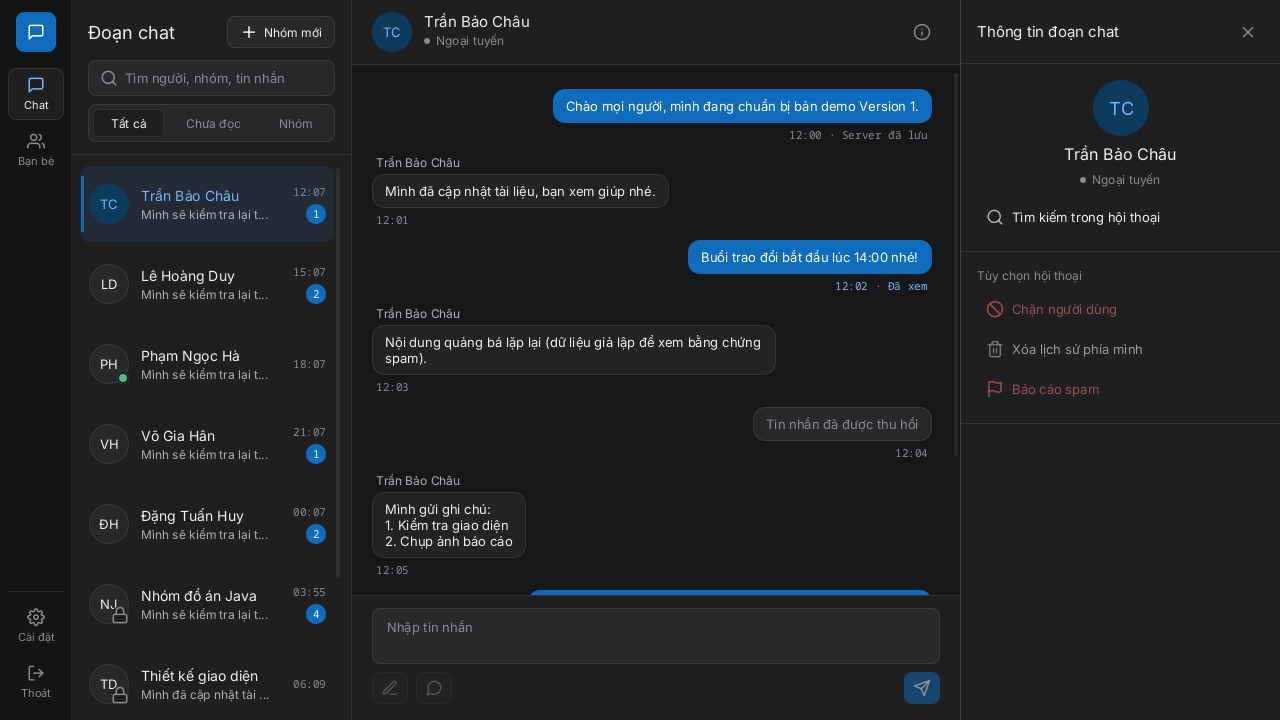 Chat
Bạn bè
Cài đặt
Thoát
Đoạn chat
Nhóm mới
Tìm người, nhóm, tin nhắn
Tất cả
Chưa đọc
Nhóm
TC
Trần Bảo Châu
12:07
Mình sẽ kiểm tra lại t...
1
LD
Lê Hoàng Duy
15:07
Mình sẽ kiểm tra lại t...
2
PH
Phạm Ngọc Hà
18:07
Mình sẽ kiểm tra lại t...
VH
Võ Gia Hân
21:07
Mình sẽ kiểm tra lại t...
1
ĐH
Đặng Tuấn Huy
00:07
Mình sẽ kiểm tra lại t...
2
NJ
Nhóm đồ án Java
03:55
Mình sẽ kiểm tra lại t...
4
TD
Thiết kế giao diện
06:09
Mình đã cập nhật tài ...
TC
Trần Bảo Châu
Ngoại tuyến
Chào mọi người, mình đang chuẩn bị bản demo Version 1.
12:00 · Server đã lưu
Trần Bảo Châu
Mình đã cập nhật tài liệu, bạn xem giúp nhé.
12:01
Buổi trao đổi bắt đầu lúc 14:00 nhé!
12:02 · Đã xem
Trần Bảo Châu
Nội dung quảng bá lặp lại (dữ liệu giả lập để xem bằng chứng
spam).
12:03
Tin nhắn đã được thu hồi
12:04
Trần Bảo Châu
Mình gửi ghi chú:
1. Kiểm tra giao diện
2. Chụp ảnh báo cáo
12:05
Nhập tin nhắn
Thông tin đoạn chat
TC
Trần Bảo Châu
Ngoại tuyến
Tìm kiếm trong hội thoại
Tùy chọn hội thoại
Chặn người dùng
Xóa lịch sử phía mình
Báo cáo spam